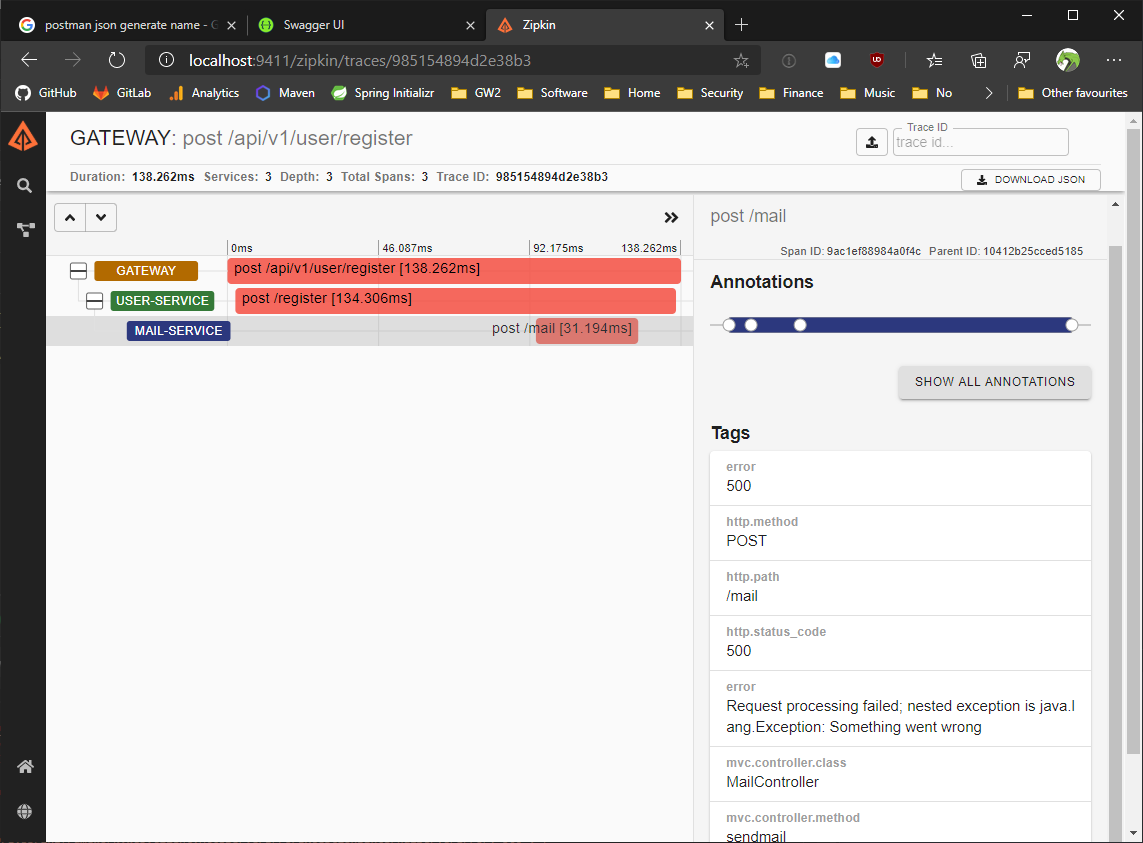 postman json generate name - G
Swagger UI
Zipkin
localhost:9411/zipkin/traces/985154894d2e38b3
GitHub GitLab Analytics Maven Spring Initializr GW2 Software Home Security Finance Music No Other favourites
GATEWAY: post /api/v1/user/register
Trace ID
trace id...
Duration: 138.262ms Services: 3 Depth: 3 Total Spans: 3 Trace ID: 985154894d2e38b3
DOWNLOAD JSON
0ms 46.087ms 92.175ms 138.262ms
GATEWAY post /api/v1/user/register [138.262ms]
USER-SERVICE post /register [134.306ms]
MAIL-SERVICE post /mail [31.194ms]
post /mail
Span ID: 9ac1ef88984a0f4c Parent ID: 10412b25cced5185
Annotations
SHOW ALL ANNOTATIONS
Tags
error
500
http.method
POST
http.path
/mail
http.status_code
500
error
Request processing failed; nested exception is java.l
ang.Exception: Something went wrong
mvc.controller.class
MailController
mvc.controller.method
sendmail